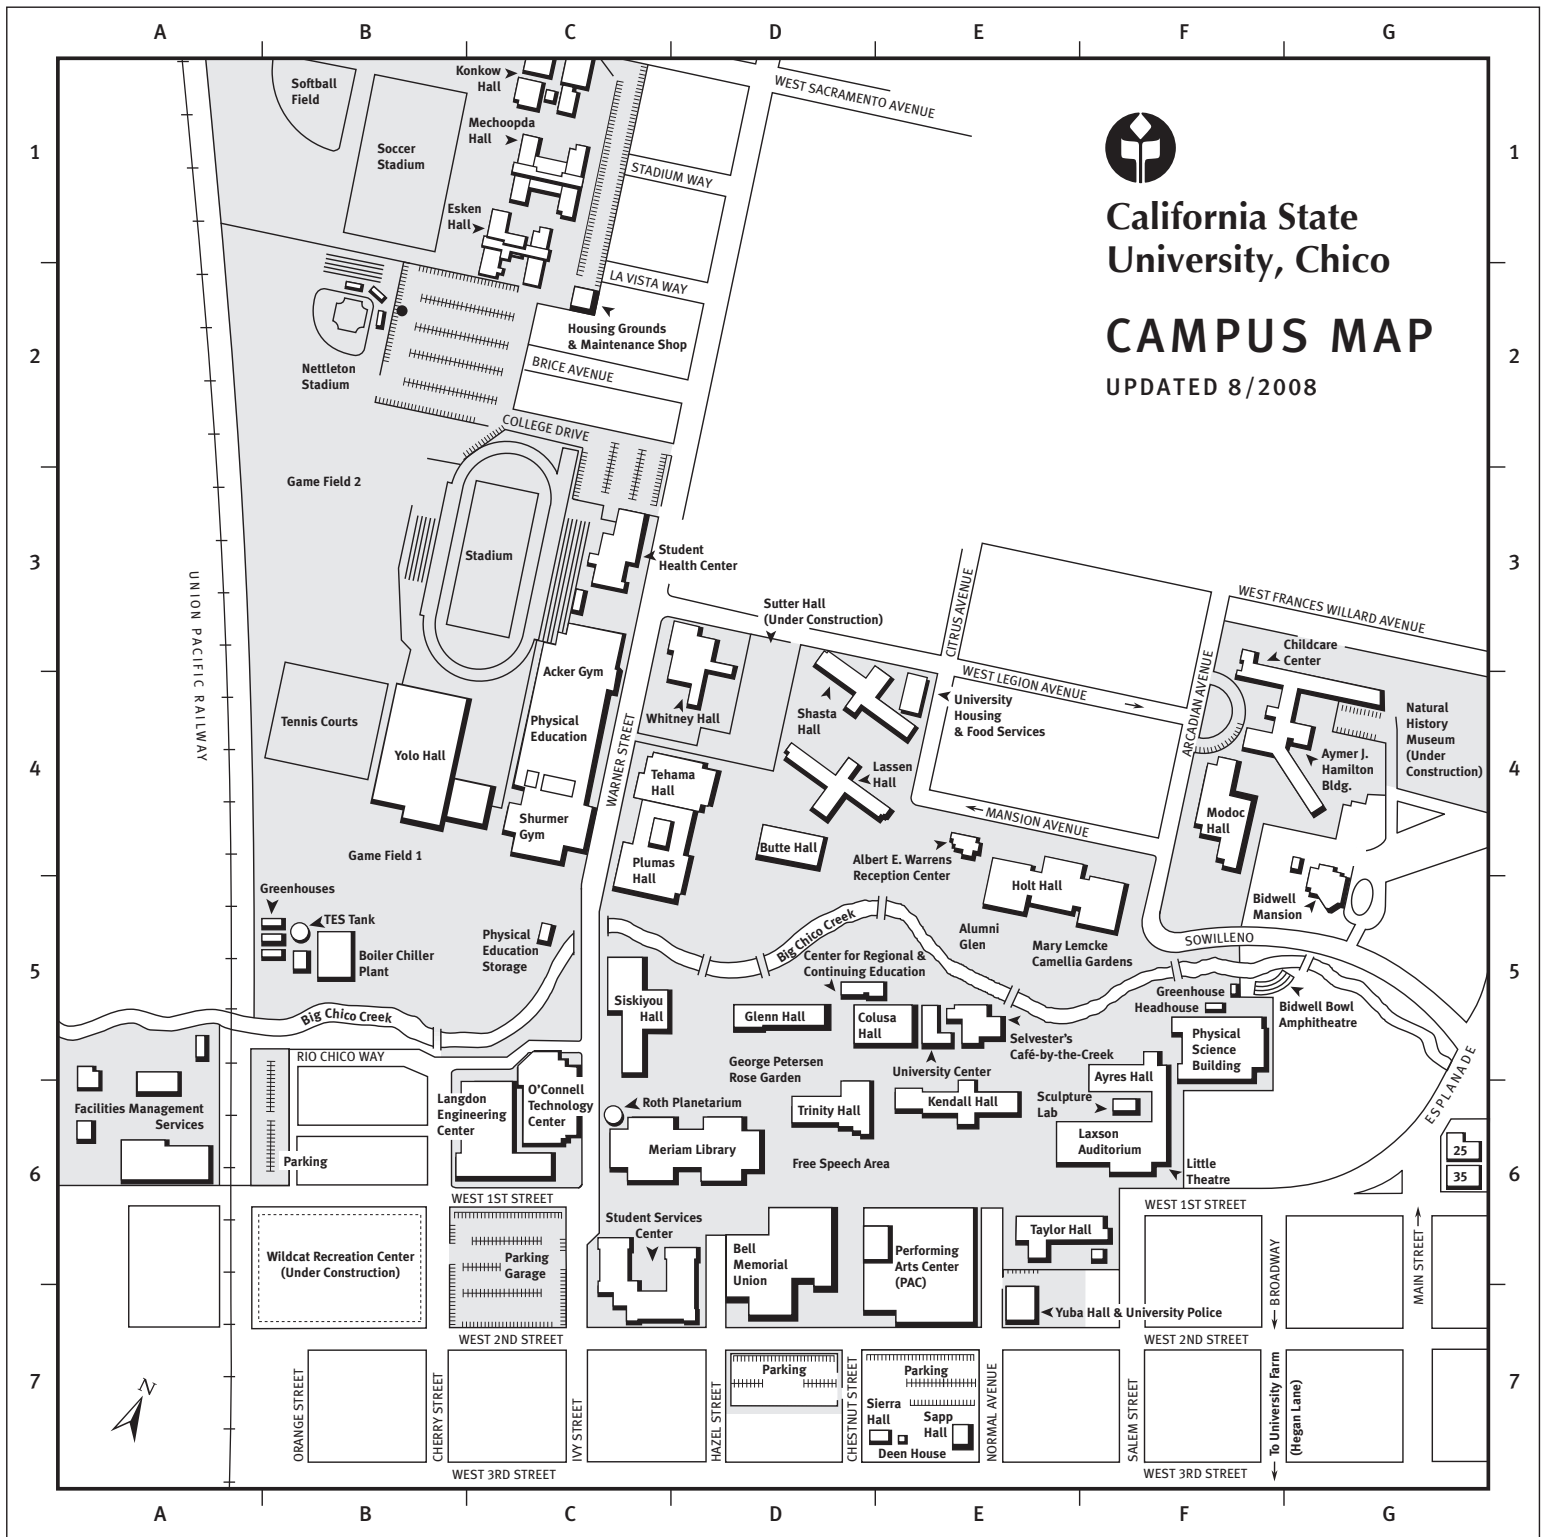 A B C D E F G
1
2
3
4
5
6
7
1
2
3
4
5
6
7
California State
University, Chico
CAMPUS MAP
UPDATED 8/2008
Konkow
Hall
Softball
Field
WEST SACRAMENTO AVENUE
Mechoopda
Hall
Soccer
Stadium
STADIUM WAY
Esken
Hall
LA VISTA WAY
Housing Grounds
& Maintenance Shop
Nettleton
Stadium
BRICE AVENUE
COLLEGE DRIVE
Game Field 2
Stadium
Student
Health Center
UNION PACIFIC RAILWAY
Sutter Hall
(Under Construction)
CITRUS AVENUE
WEST FRANCES WILLARD AVENUE
Childcare
Center
Acker Gym
WEST LEGION AVENUE
ARCADIAN AVENUE
Tennis Courts
Yolo Hall
Physical
Education
WARNER STREET
Whitney Hall
Shasta
Hall
University
Housing
& Food Services
Natural
History
Museum
(Under
Construction)
Aymer J.
Hamilton
Bldg.
Tehama
Hall
Lassen
Hall
Shurmer
Gym
MANSION AVENUE
Modoc
Hall
Butte Hall
Game Field 1
Plumas
Hall
Albert E. Warrens
Reception Center
Holt Hall
Bidwell
Mansion
Greenhouses
TES Tank
Boiler Chiller
Plant
Physical
Education
Storage
Big Chico Creek
Alumni
Glen
Mary Lemcke
Camellia Gardens
SOWILLENO
Center for Regional &
Continuing Education
Siskiyou
Hall
Glenn Hall
Colusa
Hall
Greenhouse
Headhouse
Bidwell Bowl
Amphitheatre
Big Chico Creek
Selvester's
Café-by-the-Creek
Physical
Science
Building
RIO CHICO WAY
George Petersen
Rose Garden
University Center
Ayres Hall
ESPLANADE
Facilities Management
Services
Langdon
Engineering
Center
O'Connell
Technology
Center
Roth Planetarium
Trinity Hall
Kendall Hall
Sculpture
Lab
Parking
Meriam Library
Free Speech Area
Laxson
Auditorium
Little
Theatre
25
35
WEST 1ST STREET
WEST 1ST STREET
Wildcat Recreation Center
(Under Construction)
Parking
Garage
Student Services
Center
Bell
Memorial
Union
Performing
Arts Center
(PAC)
Taylor Hall
BROADWAY
MAIN STREET
Yuba Hall & University Police
WEST 2ND STREET
WEST 2ND STREET
N
ORANGE STREET
CHERRY STREET
IVY STREET
HAZEL STREET
Parking
CHESTNUT STREET
Parking
Sierra
Hall
Sapp
Hall
Deen House
NORMAL AVENUE
SALEM STREET
To University Farm
(Hegan Lane)
WEST 3RD STREET
WEST 3RD STREET
A B C D E F G